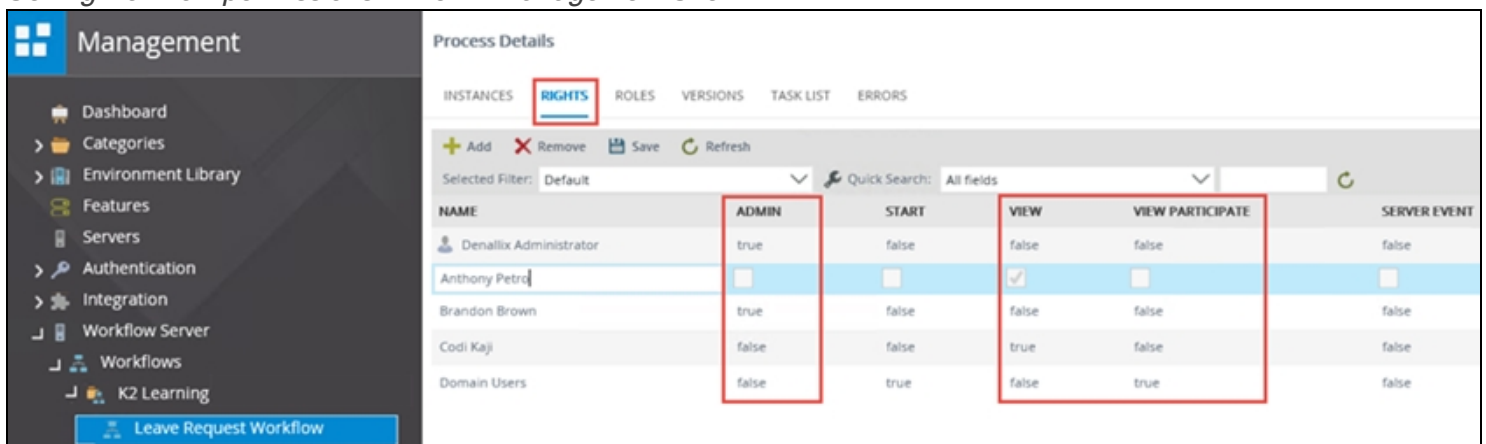 Management
Dashboard
Categories
Environment Library
Features
Servers
Authentication
Integration
Workflow Server
Workflows
K2 Learning
Leave Request Workflow
Process Details
INSTANCES RIGHTS ROLES VERSIONS TASK LIST ERRORS
Add Remove Save Refresh
Selected Filter: Default Quick Search: All fields
NAME ADMIN START VIEW VIEW PARTICIPATE SERVER EVENT
Denallix Administrator true false false false false
Anthony Petro
Brandon Brown true false false false false
Codi Kaji false false true false false
Domain Users false true false true false